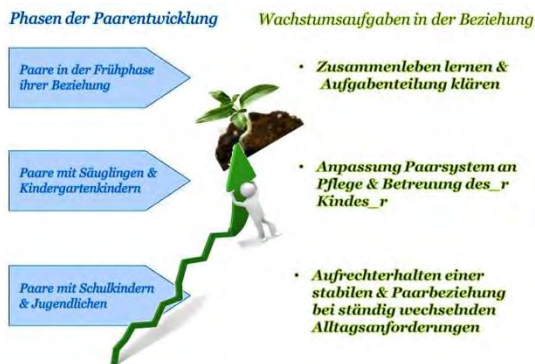 Phasen der Paarentwicklung
Wachstumsaufgaben in der Beziehung
Paare in der Frühphase
ihrer Beziehung
• Zusammenleben lernen &
Aufgabenteilung klären
Paare mit Säuglingen &
Kindergartenkindern
• Anpassung Paarsystem an
Pflege & Betreuung des_r
Kindes_r
Paare mit Schulkindern
& Jugendlichen
• Aufrechterhalten einer
stabilen & Paarbeziehung
bei ständig wechselnden
Alltagsanforderungen